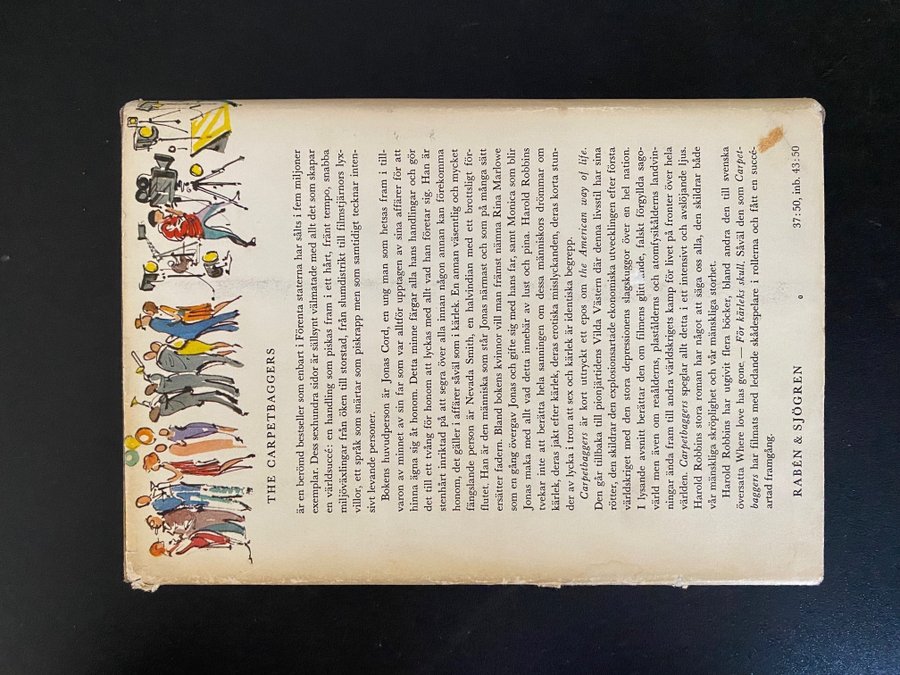 THE CARPETBAGGERS
är en berömd bestseller som enbart i Förenta staterna har sålts i fem miljoner
exemplar. Dess sexhundra sidor är sällsynt välmatade med allt det som skapar
en världssuccé: en handling som piskas fram i ett hårt, fränt tempo, snabba
miljöväxlingar från öken till storstad, från slumdistrikt till filmstjärnors lyx-
villor, ett språk som snärtar som piskrapp men som samtidigt tecknar inten-
sivt levande personer.
Bokens huvudperson är Jonas Cord, en ung man som hetsas fram i till-
varon av minnet av sin far som var alltför upptagen av sina affärer för att
hinna ägna sig åt honom. Detta minne färgar alla hans handlingar och gör
det till ett tvång för honom att lyckas med allt vad han företar sig. Han är
stenhårt inriktad på att segra över alla innan någon annan kan förekomma
honom, det gäller i affärer såväl som i kärlek. En annan väsentlig och mycket
fängslande person är Nevada Smith, en halvindian med ett brottsligt för-
flutet. Han är den människa som står Jonas närmast och som på många sätt
ersätter fadern. Bland bokens kvinnor vill man främst nämna Rina Marlowe
som en gång övergav Jonas och gifte sig med hans far, samt Monica som blir
Jonas maka med allt vad detta innebär av lust och pina. Harold Robbins
tvekar inte att berätta hela sanningen om dessa människors drömmar om
kärlek, deras jakt efter kärlek, deras erotiska misslyckanden, deras korta stun-
der av lycka i tron att sex och kärlek är identiska begrepp.
Carpetbaggers är kort uttryckt ett epos om the American way of life.
Den går tillbaka till pionjärtidens Vilda Västern där denna livsstil har sina
rötter, den skildrar den explosionsartade ekonomiska utvecklingen efter första
världskriget med den stora depressionens slagskuggor över en hel nation.
I lysande avsnitt berättar den om filmens glittrande, falskt förgyllda sago-
värld men även om reaålderns, plastålderns och atomfysikålderns landvin-
ningar ända fram till andra världskrigets kamp för livet på fronter över hela
världen. Carpetbaggers speglar allt detta i ett intensivt och avslöjande ljus.
Harold Robbins stora roman har något att säga oss alla, den skildrar både
vår mänskliga skröplighet och vår mänskliga storhet.
Harold Robbins har utgivit flera böcker, bland andra den till svenska
översatta Where love has gone. — För kärleks skull. Såväl den som Carpet-
baggers har filmats med ledande skådespelare i rollerna och fått en succé-
artad framgång.
RABÉN & SJÖGREN
37:50, inb. 43:50